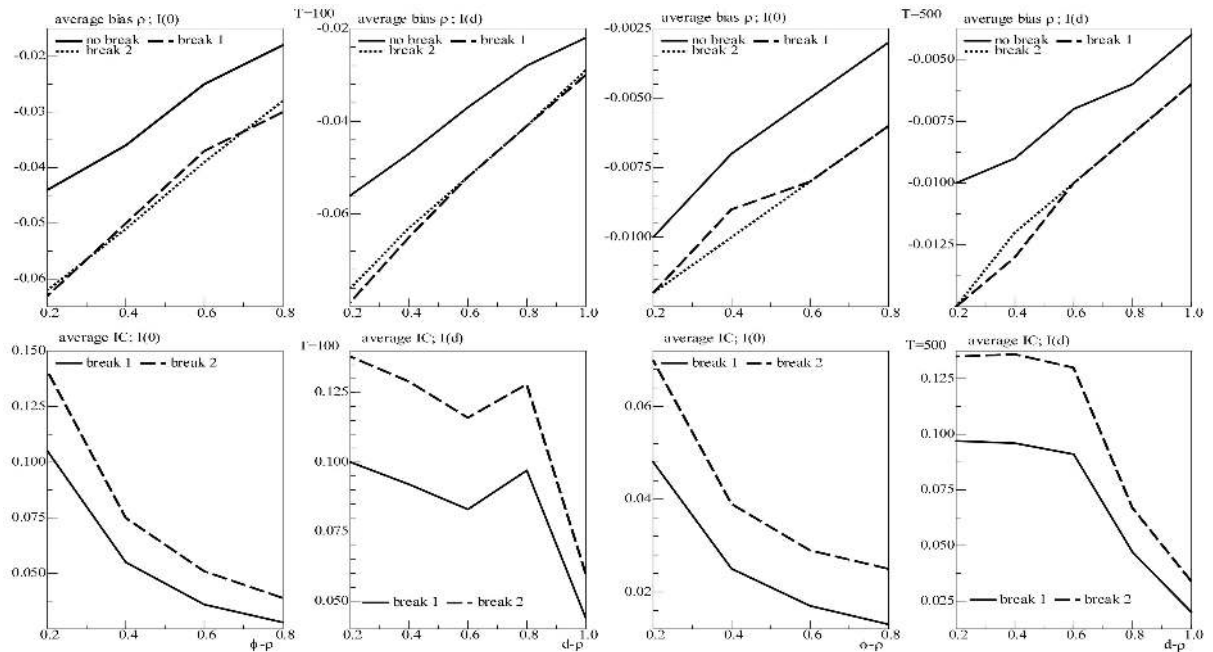 average bias ρ ; I(0)
no break break 1
break 2
-0.02
-0.03
-0.04
-0.05
-0.06
0.2 0.4 0.6 0.8
T=100
average bias ρ ; I(d)
no break break 1
break 2
-0.02
-0.04
-0.06
0.2 0.4 0.6 0.8 1.0
average bias ρ ; I(0)
no break break 1
break 2
-0.0025
-0.0050
-0.0075
-0.0100
0.2 0.4 0.6 0.8
T=500
average bias ρ ; I(d)
no break break 1
break 2
-0.0050
-0.0075
-0.0100
-0.0125
0.2 0.4 0.6 0.8 1.0
average IC; I(0)
break 1 break 2
0.150
0.125
0.100
0.075
0.050
0.2 0.4 0.6 0.8
ϕ-ρ
T=100
average IC; I(d)
0.125
0.100
0.075
0.050
break 1 break 2
0.2 0.4 0.6 0.8 1.0
d-ρ
average IC; I(0)
break 1 break 2
0.06
0.04
0.02
0.2 0.4 0.6 0.8
T=500
average IC; I(d)
0.125
0.100
0.075
0.050
0.025
break 1 break 2
0.2 0.4 0.6 0.8 1.0
d-ρ